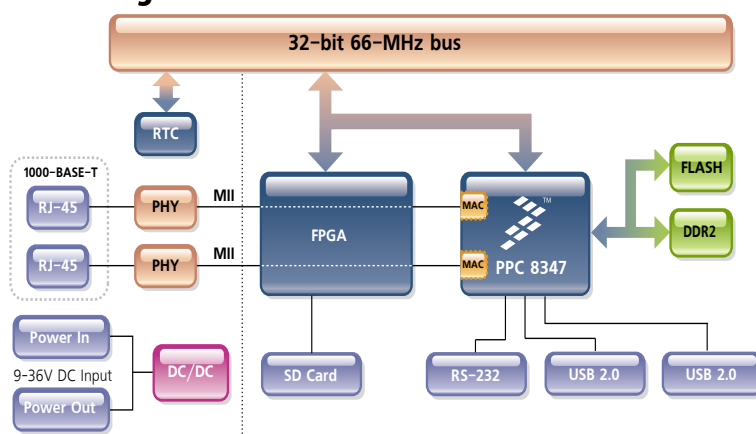 32-bit 66-MHz bus
RTC
1000-BASE-T
RJ-45
PHY
MII
RJ-45
PHY
MII
FPGA
MAC
MAC
TM
PPC 8347
FLASH
DDR2
Power In
9-36V DC Input
Power Out
DC/DC
SD Card
RS-232
USB 2.0
USB 2.0